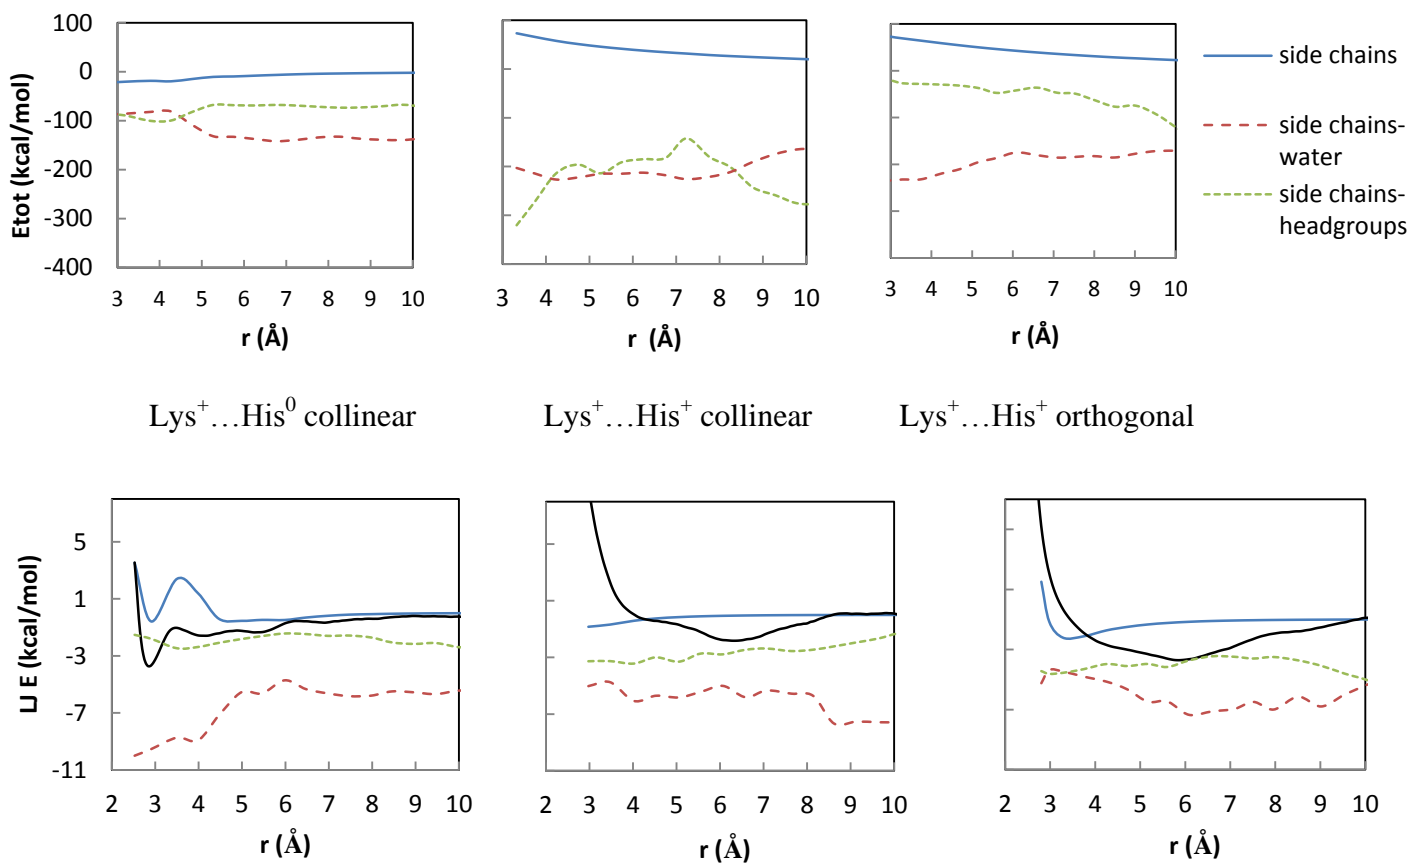 Etot (kcal/mol)
100
0
-100
-200
-300
-400
3 4 5 6 7 8 9 10
r (Å)
3 4 5 6 7 8 9 10
r (Å)
3 4 5 6 7 8 9 10
r (Å)
side chains
side chains-
water
side chains-
headgroups
Lys+…His0 collinear
Lys+…His+ collinear
Lys+…His+ orthogonal
LJ E (kcal/mol)
5
1
-3
-7
-11
2 3 4 5 6 7 8 9 10
r (Å)
2 3 4 5 6 7 8 9 10
r (Å)
2 3 4 5 6 7 8 9 10
r (Å)